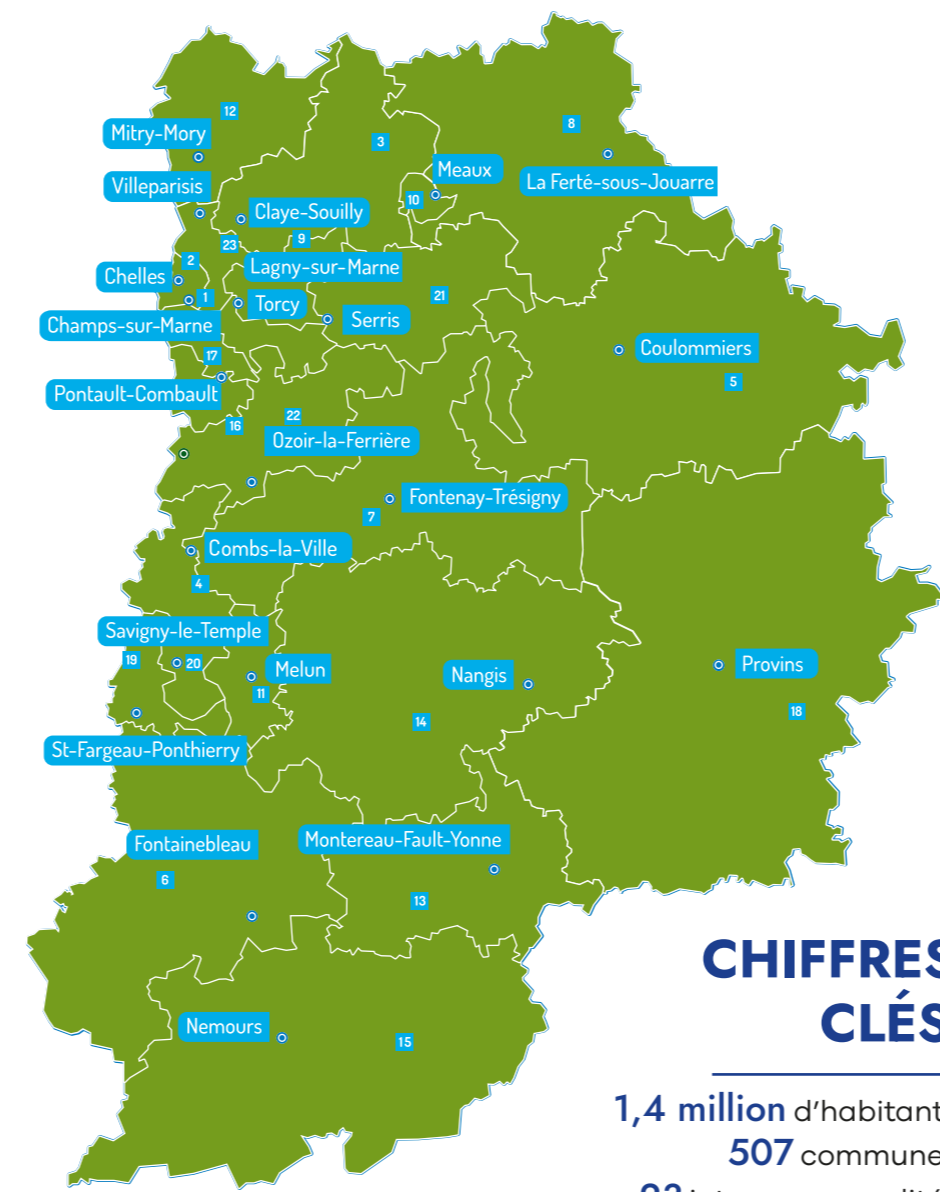 12
8
Mitry-Mory
3
Meaux
La Ferté-sous-Jouarre
Villeparisis
10
Claye-Souilly
23
9
2
Lagny-sur-Marne
Chelles
21
1
Torcy
Champs-sur-Marne
Serris
17
Coulommiers
5
Pontault-Combault
22
16
Ozoir-la-Ferrière
Fontenay-Trésigny
7
Combs-la-Ville
4
Savigny-le-Temple
19
20
Melun
11
Nangis
Provins
18
14
St-Fargeau-Ponthierry
Fontainebleau
Montereau-Fault-Yonne
6
13
CHIFFRES
CLÉS
Nemours
15
1,4 million d'habitant
507 commune